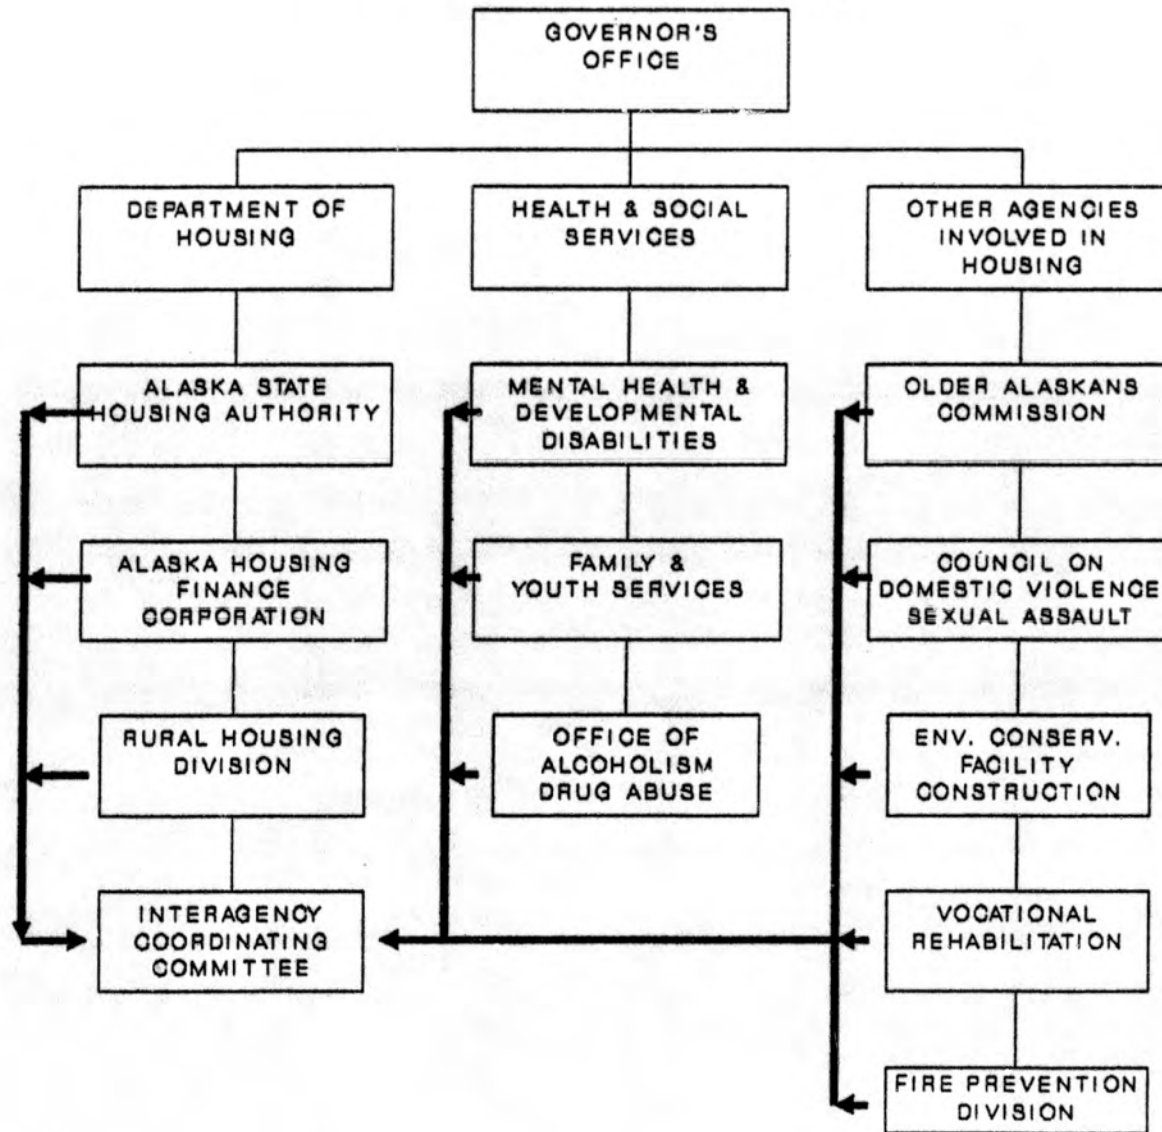 GOVERNOR'S
OFFICE
DEPARTMENT OF
HOUSING
HEALTH & SOCIAL
SERVICES
OTHER AGENCIES
INVOLVED IN
HOUSING
ALASKA STATE
HOUSING AUTHORITY
MENTAL HEALTH &
DEVELOPMENTAL
DISABILITIES
OLDER ALASKANS
COMMISSION
ALASKA HOUSING
FINANCE
CORPORATION
FAMILY &
YOUTH SERVICES
COUNCIL ON
DOMESTIC VIOLENCE
SEXUAL ASSAULT
RURAL HOUSING
DIVISION
OFFICE OF
ALCOHOLISM
DRUG ABUSE
ENV. CONSERV.
FACILITY
CONSTRUCTION
INTERAGENCY
COORDINATING
COMMITTEE
VOCATIONAL
REHABILITATION
FIRE PREVENTION
DIVISION